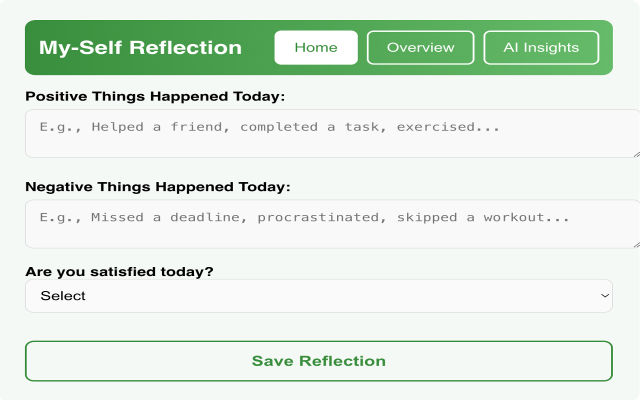 My-Self Reflection Home Overview AI Insights
Positive Things Happened Today:
E.g., Helped a friend, completed a task, exercised...
Negative Things Happened Today:
E.g., Missed a deadline, procrastinated, skipped a workout...
Are you satisfied today?
Select
Save Reflection